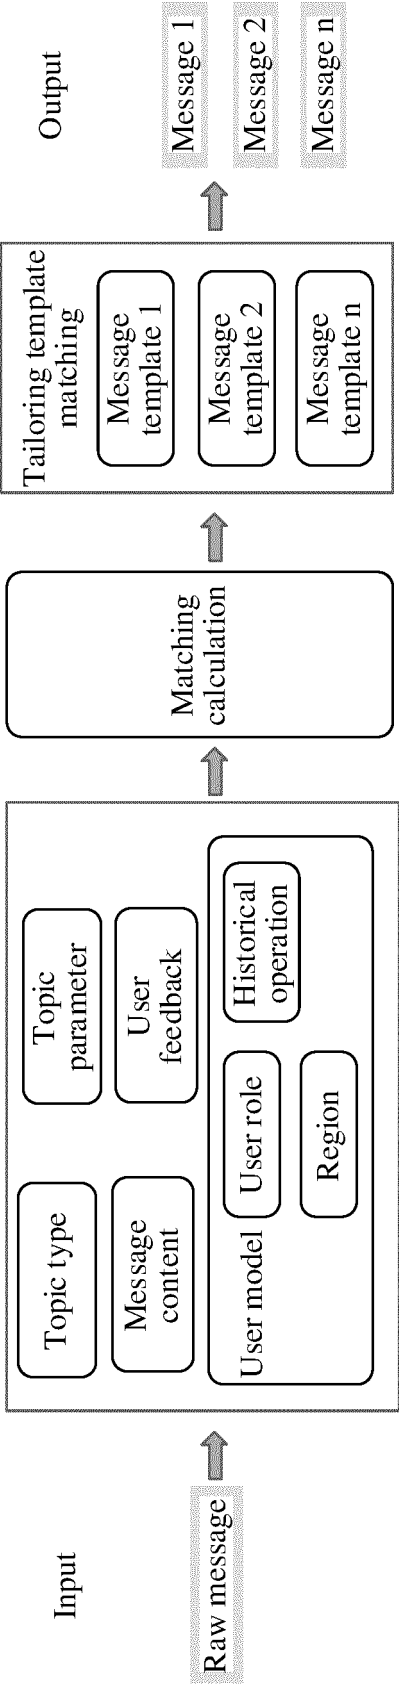 Input
Raw message
Topic type
Topic
parameter
Message
content
User
feedback
User model
User role
Historical
operation
Region
Matching
calculation
Tailoring template
matching
Message
template 1
Message
template 2
Message
template n
Output
Message 1
Message 2
Message n